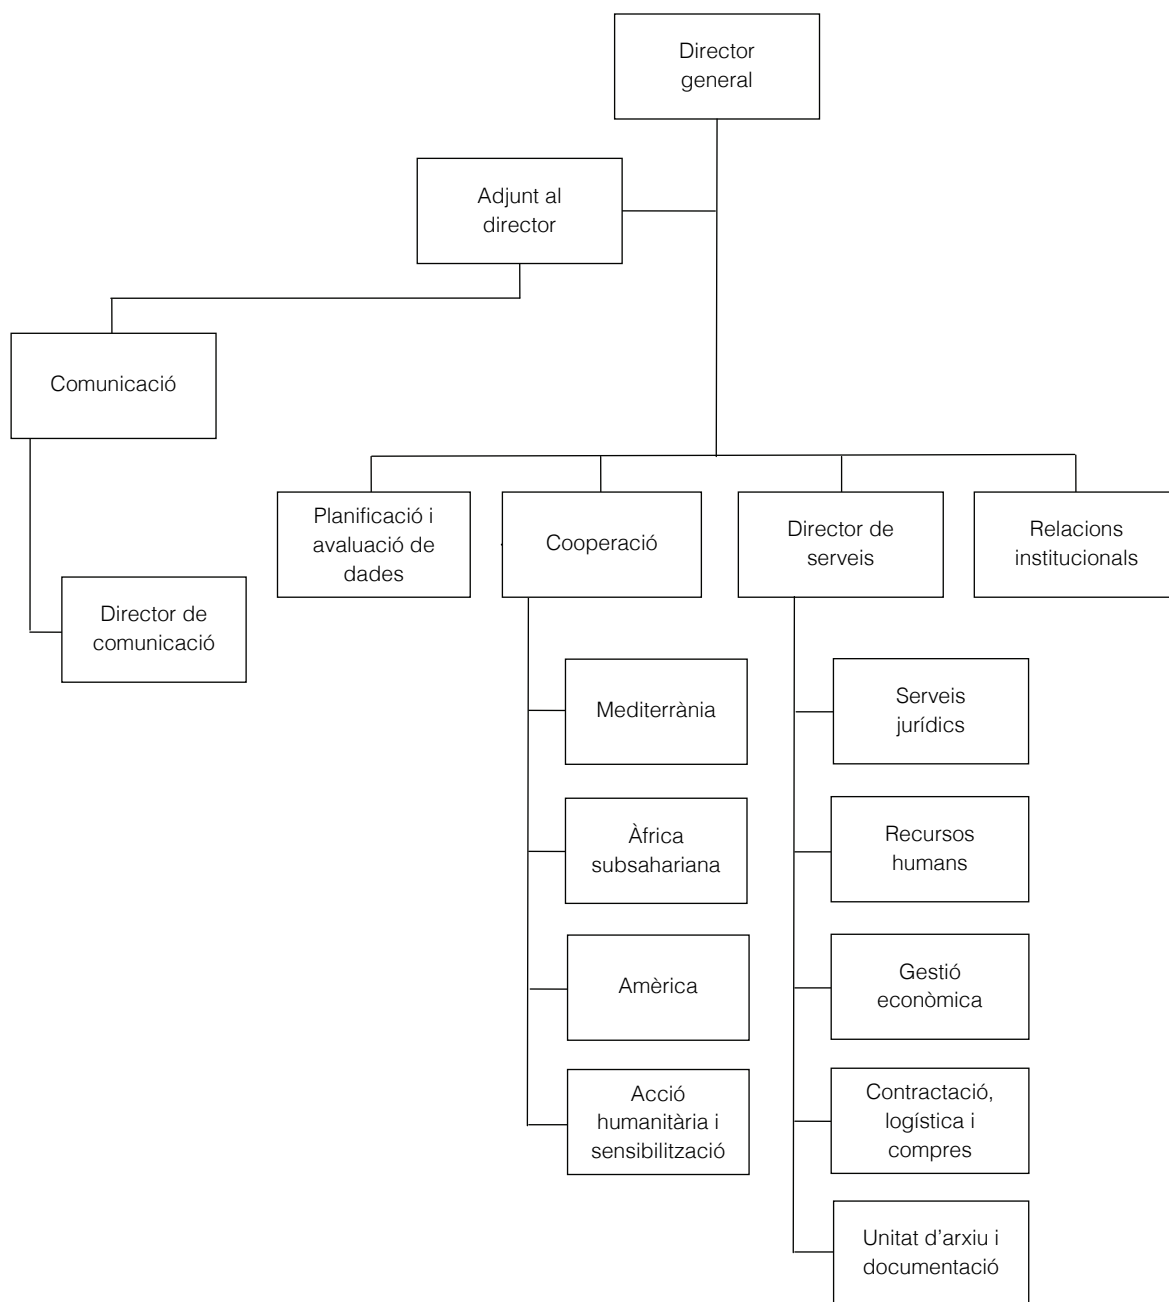 Director
general
Adjunt al
director
Comunicació
Director de
comunicació
Planificació i
avaluació de
dades
Cooperació
Director de
serveis
Relacions
institucionals
Mediterrània
Àfrica
subsahariana
Amèrica
Acció
humanitària i
sensibilització
Serveis
jurídics
Recursos
humans
Gestió
econòmica
Contractació,
logística i
compres
Unitat d’arxiu i
documentació